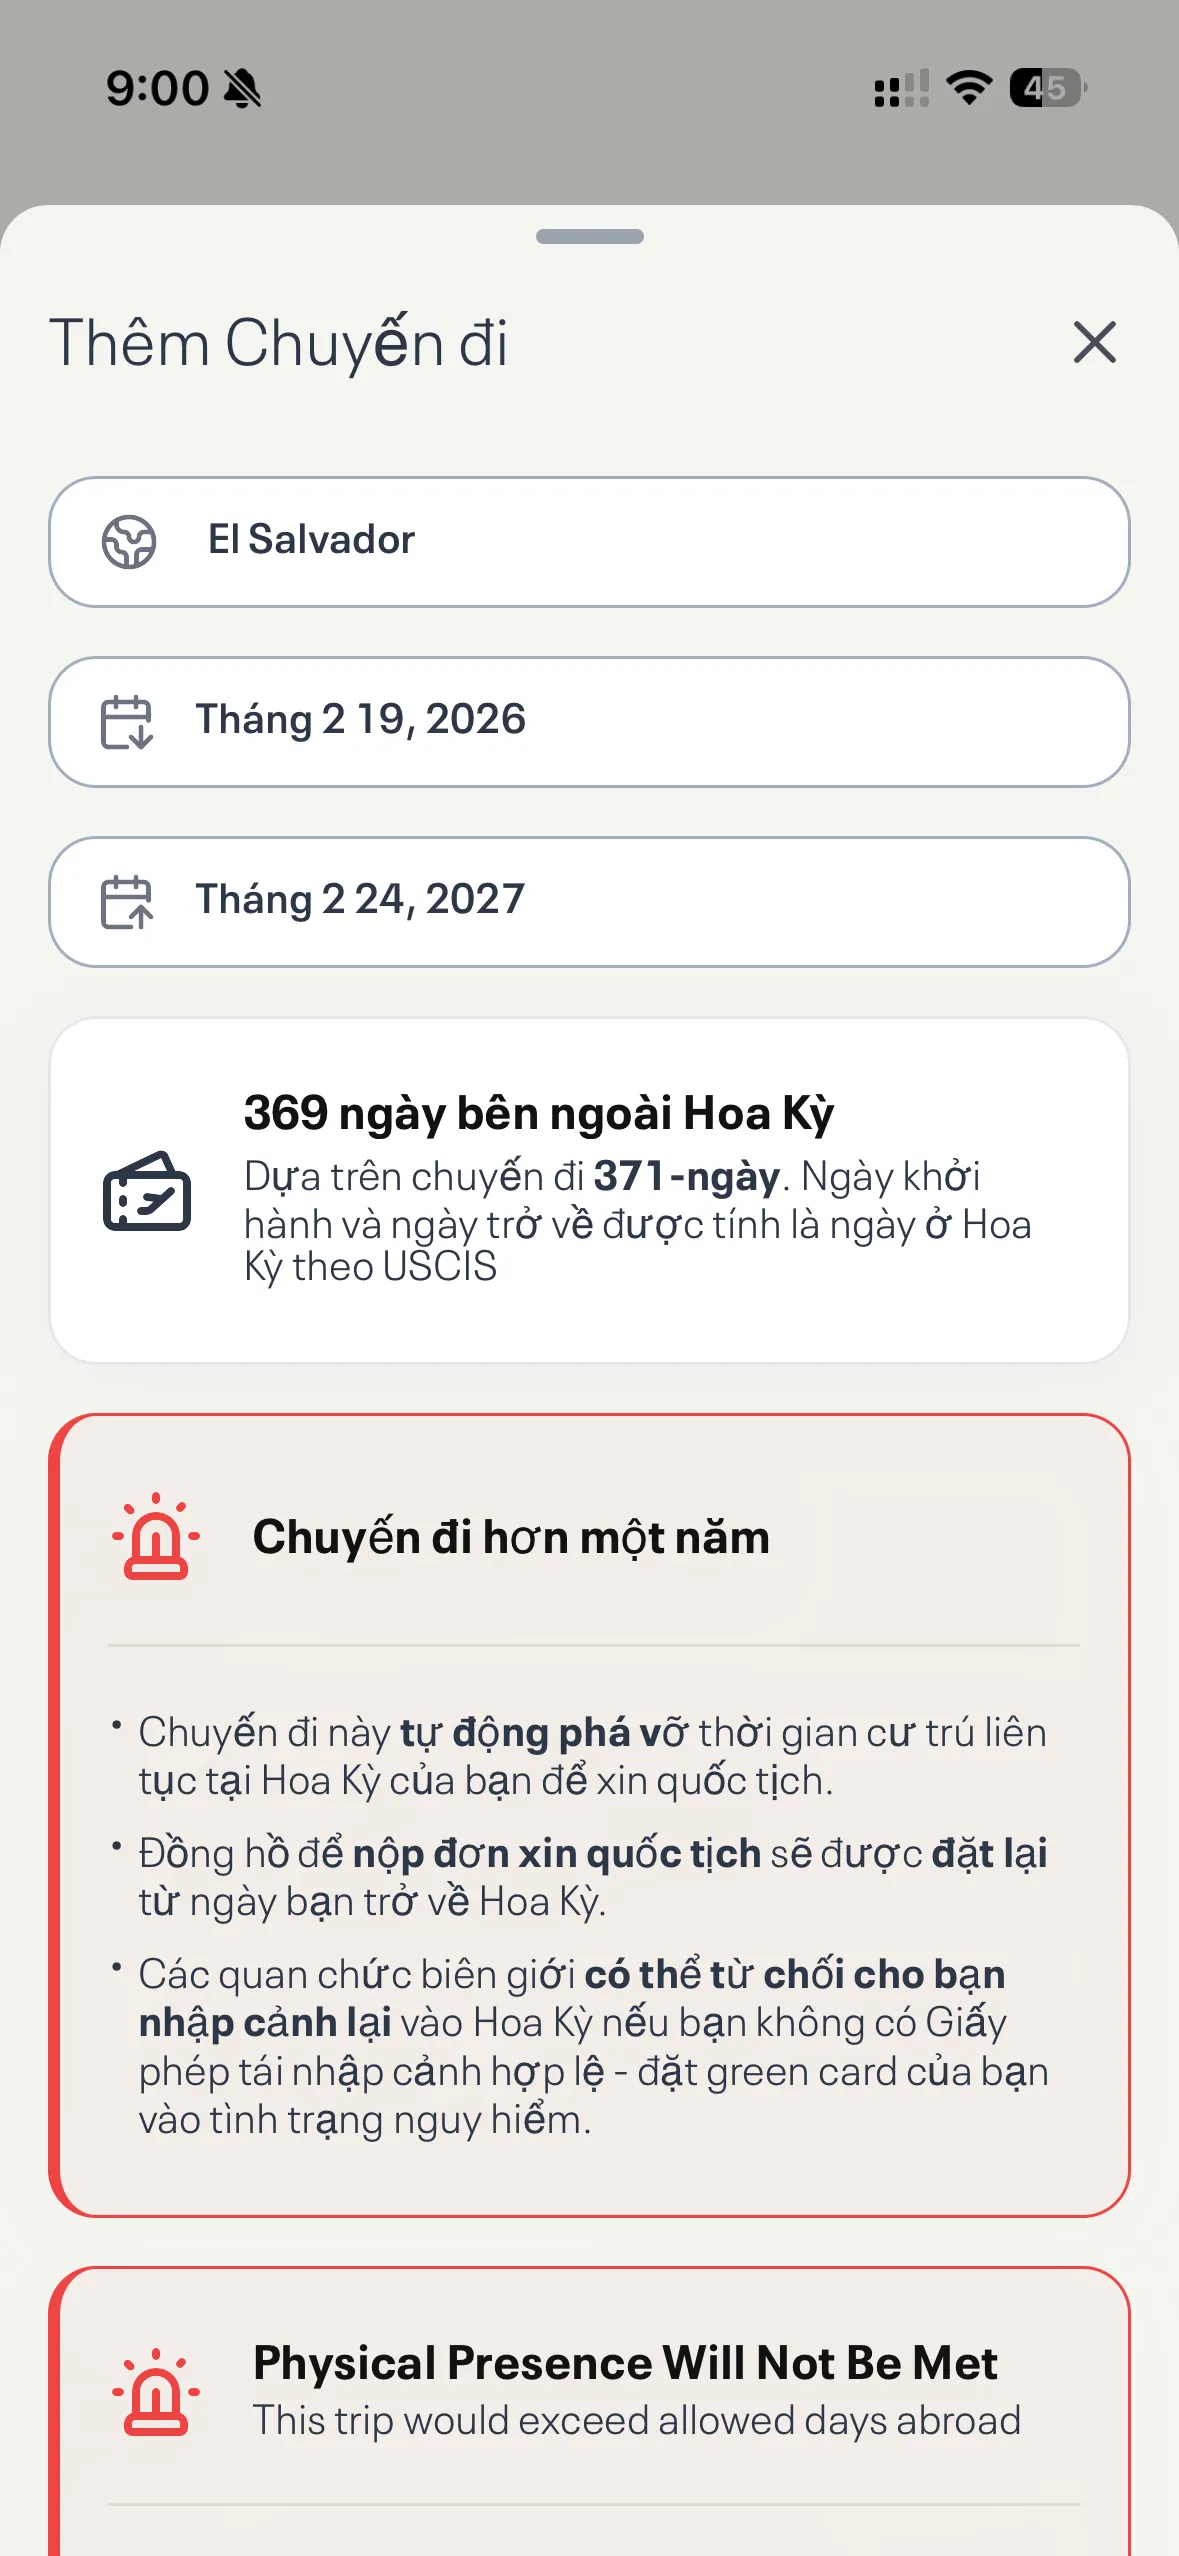 9:00
45
Thêm Chuyến đi
El Salvador
Tháng 2 19, 2026
Tháng 2 24, 2027
369 ngày bên ngoài Hoa Kỳ
Dựa trên chuyến đi 371-ngày. Ngày khởi
hành và ngày trở về được tính là ngày ở Hoa
Kỳ theo USCIS
Chuyến đi hơn một năm
• Chuyến đi này tự động phá vỡ thời gian cư trú liên
tục tại Hoa Kỳ của bạn để xin quốc tịch.
• Đồng hồ để nộp đơn xin quốc tịch sẽ được đặt lại
từ ngày bạn trở về Hoa Kỳ.
• Các quan chức biên giới có thể từ chối cho bạn
nhập cảnh lại vào Hoa Kỳ nếu bạn không có Giấy
phép tái nhập cảnh hợp lệ - đặt green card của bạn
vào tình trạng nguy hiểm.
Physical Presence Will Not Be Met
This trip would exceed allowed days abroad